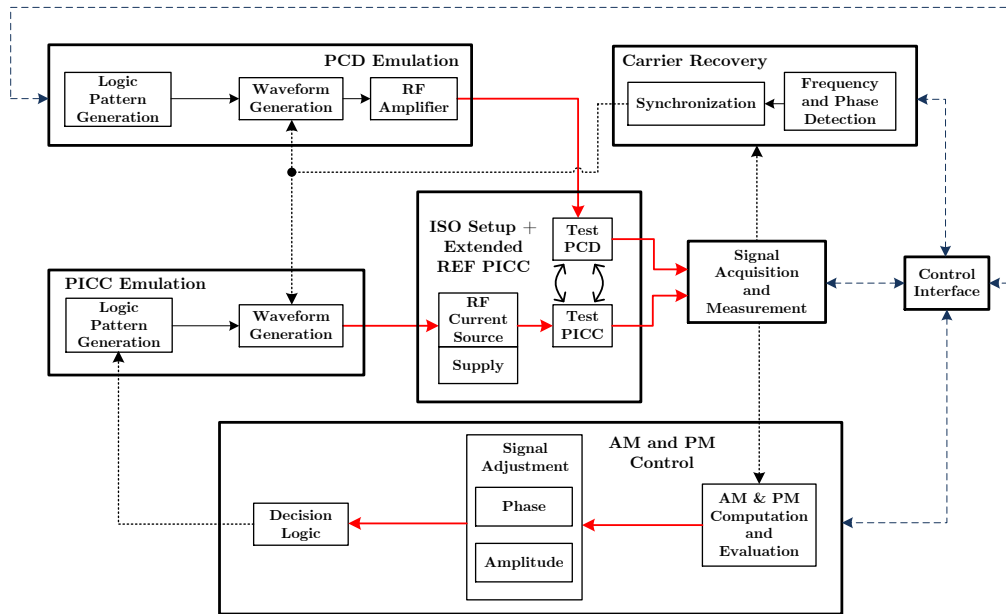 PCD Emulation
Logic
Pattern
Generation
Waveform
Generation
RF
Amplifier
Carrier Recovery
Synchronization
Frequency
and Phase
Detection
ISO Setup +
Extended
REF PICC
Test
PCD
RF
Current
Source
Supply
Test
PICC
PICC Emulation
Logic
Pattern
Generation
Waveform
Generation
Signal
Acquisition
and
Measurement
Control
Interface
AM and PM
Control
Signal
Adjustment
Phase
Amplitude
Decision
Logic
AM & PM
Computation
and
Evaluation